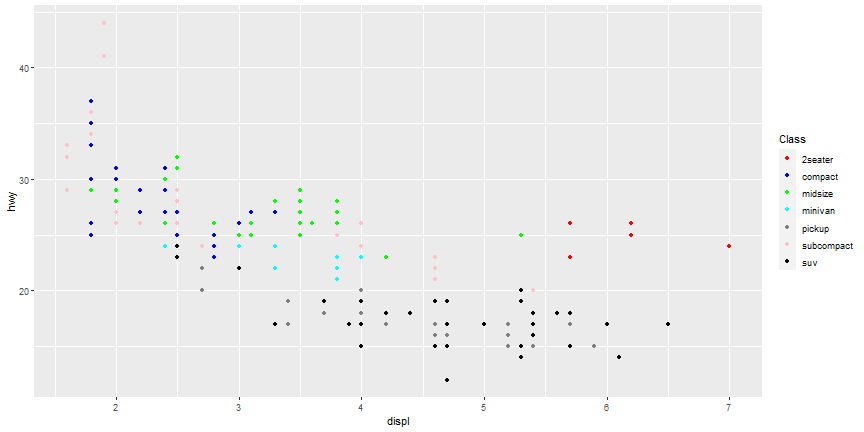 40
30
20
hwy
2
3
4
5
6
7
displ
Class
2seater
compact
midsize
minivan
pickup
subcompact
suv